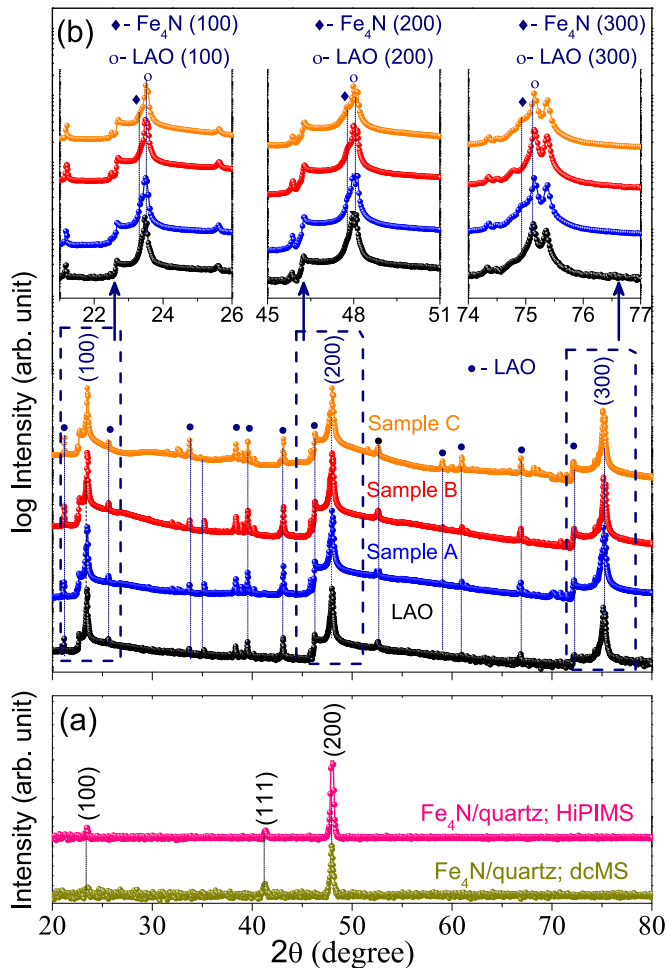 (b)
♦- Fe₄N (100)
♦- Fe₄N (200)
♦- Fe₄N (300)
o- LAO (100)
o- LAO (200)
o- LAO (300)
♦
o
♦
o
♦
o
22 24 26
45 48 51
74 75 76 77
log Intensity (arb. unit)
(100)
(200)
(300)
●- LAO
Sample C
Sample B
Sample A
LAO
(a)
Intensity (arb. unit)
(100)
(111)
(200)
Fe₄N/quartz; HiPIMS
Fe₄N/quartz; dcMS
20 30 40 50 60 70 80
2θ (degree)